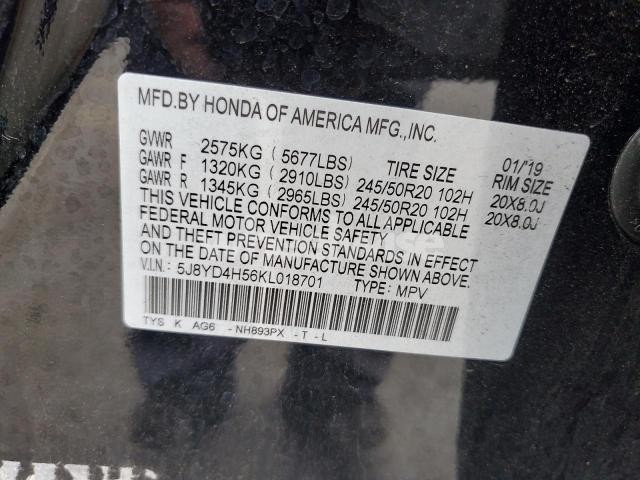 MFD.BY HONDA OF AMERICA MFG.,INC.
GVWR 2575KG ( 5677LBS) TIRE SIZE 01/'19 RIM SIZE
GAWR F 1320KG ( 2910LBS) 245/50R20 102H 20X8.0J
GAWR R 1345KG ( 2965LBS) 245/50R20 102H 20X8.0J
THIS VEHICLE CONFORMS TO ALL APPLICABLE
FEDERAL MOTOR VEHICLE SAFETY
AND THEFT PREVENTION STANDARDS IN EFFECT
ON THE DATE OF MANUFACTURE SHOWN ABOVE.
V.I.N.: 5J8YD4H56KL018701 TYPE: MPV
TYS K AG6 -NH893PX -T -L